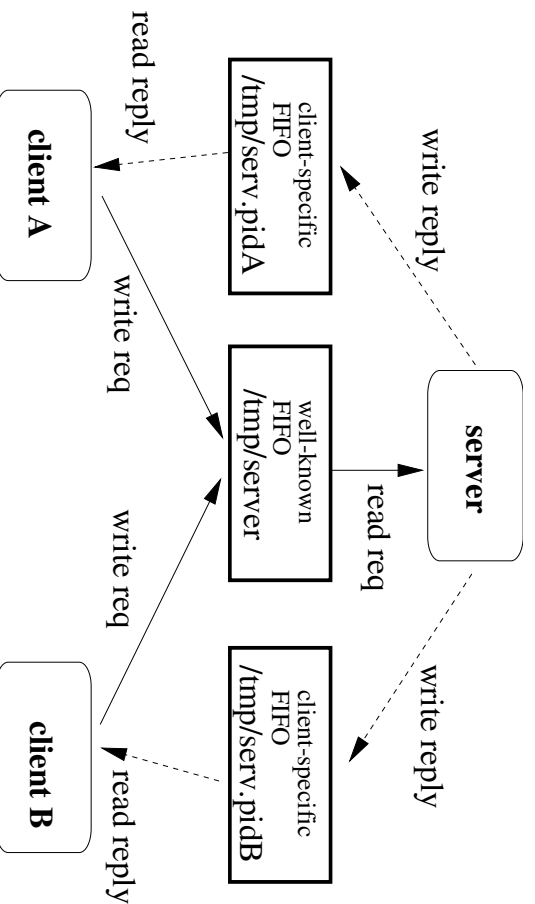 server
write reply
read req
write reply
client-specific
FIFO
/tmp/serv.pidA
well-known
FIFO
/tmp/server
client-specific
FIFO
/tmp/serv.pidB
read reply
write req
write req
read reply
client A
client B